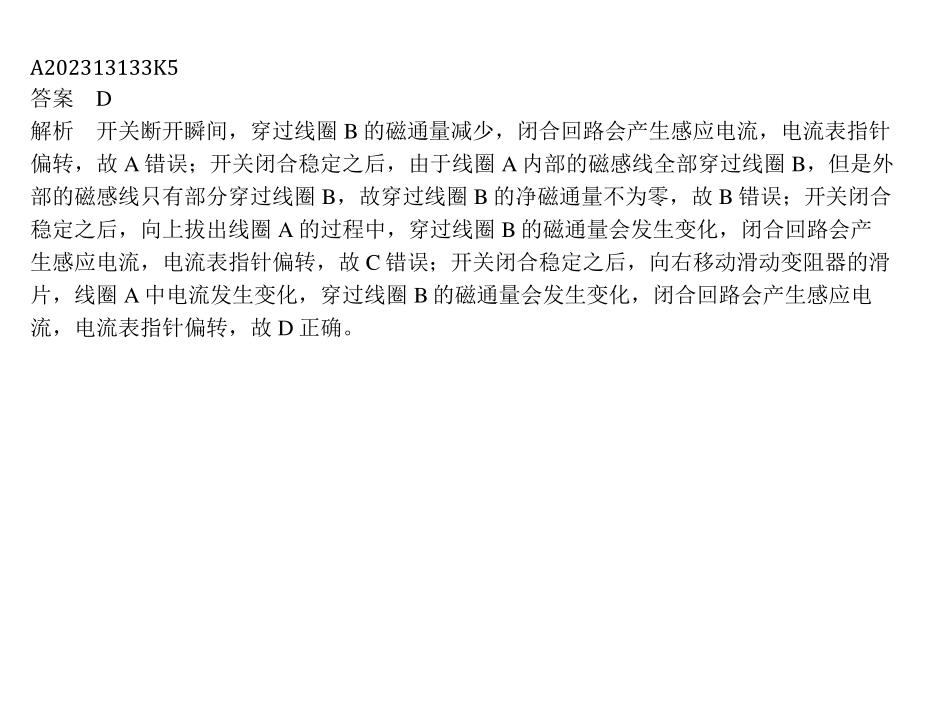 A202313133K5
答案　D
解析　开关断开瞬间，穿过线圈 B 的磁通量减少，闭合回路会产生感应电流，电流表指针
偏转，故 A 错误；开关闭合稳定之后，由于线圈 A 内部的磁感线全部穿过线圈 B，但是外
部的磁感线只有部分穿过线圈 B，故穿过线圈 B 的净磁通量不为零，故 B 错误；开关闭合
稳定之后，向上拔出线圈 A 的过程中，穿过线圈 B 的磁通量会发生变化，闭合回路会产
生感应电流，电流表指针偏转，故 C 错误；开关闭合稳定之后，向右移动滑动变阻器的滑
片，线圈 A 中电流发生变化，穿过线圈 B 的磁通量会发生变化，闭合回路会产生感应电
流，电流表指针偏转，故 D 正确。